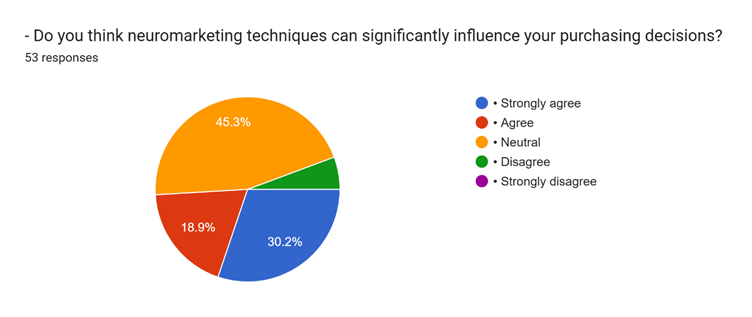 - Do you think neuromarketing techniques can significantly influence your purchasing decisions?
53 responses
45.3%
18.9%
30.2%
• Strongly agree
• Agree
• Neutral
• Disagree
• Strongly disagree